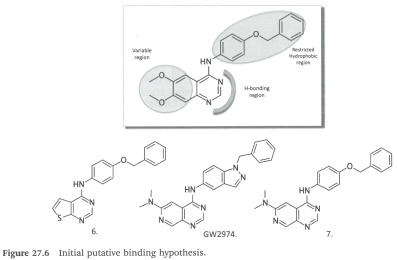 Variable
region
Restricted
Hydrophobic
region
H-bonding
region
O
HN
O
O
N
N
O
HN
N
S
N
6.
N
N
HN
N
N
N
N
GW2974.
O
HN
N
N
N
N
7.
Figure 27.6 Initial putative binding hypothesis.